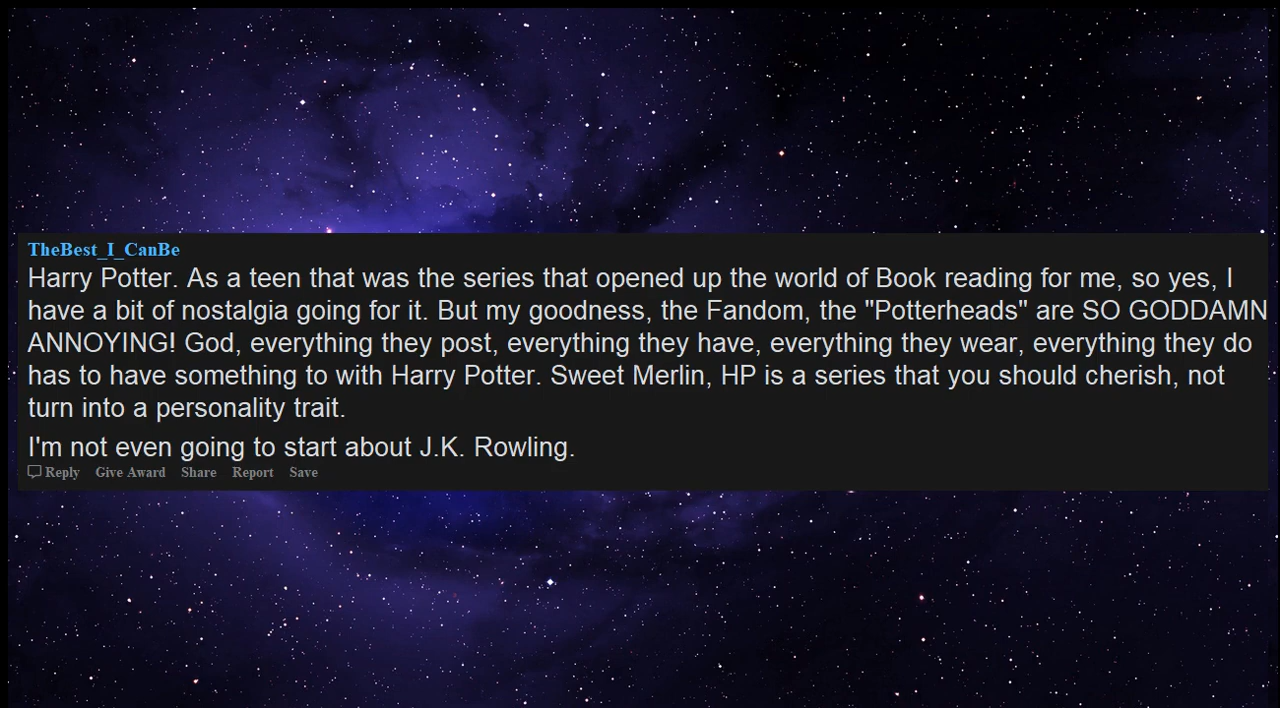 TheBest_I_CanBe
Harry Potter. As a teen that was the series that opened up the world of Book reading for me, so yes, I
have a bit of nostalgia going for it. But my goodness, the Fandom, the "Potterheads" are SO GODDAMN
ANNOYING! God, everything they post, everything they have, everything they wear, everything they do
has to have something to with Harry Potter. Sweet Merlin, HP is a series that you should cherish, not
turn into a personality trait.
I'm not even going to start about J.K. Rowling.
Reply Give Award Share Report Save